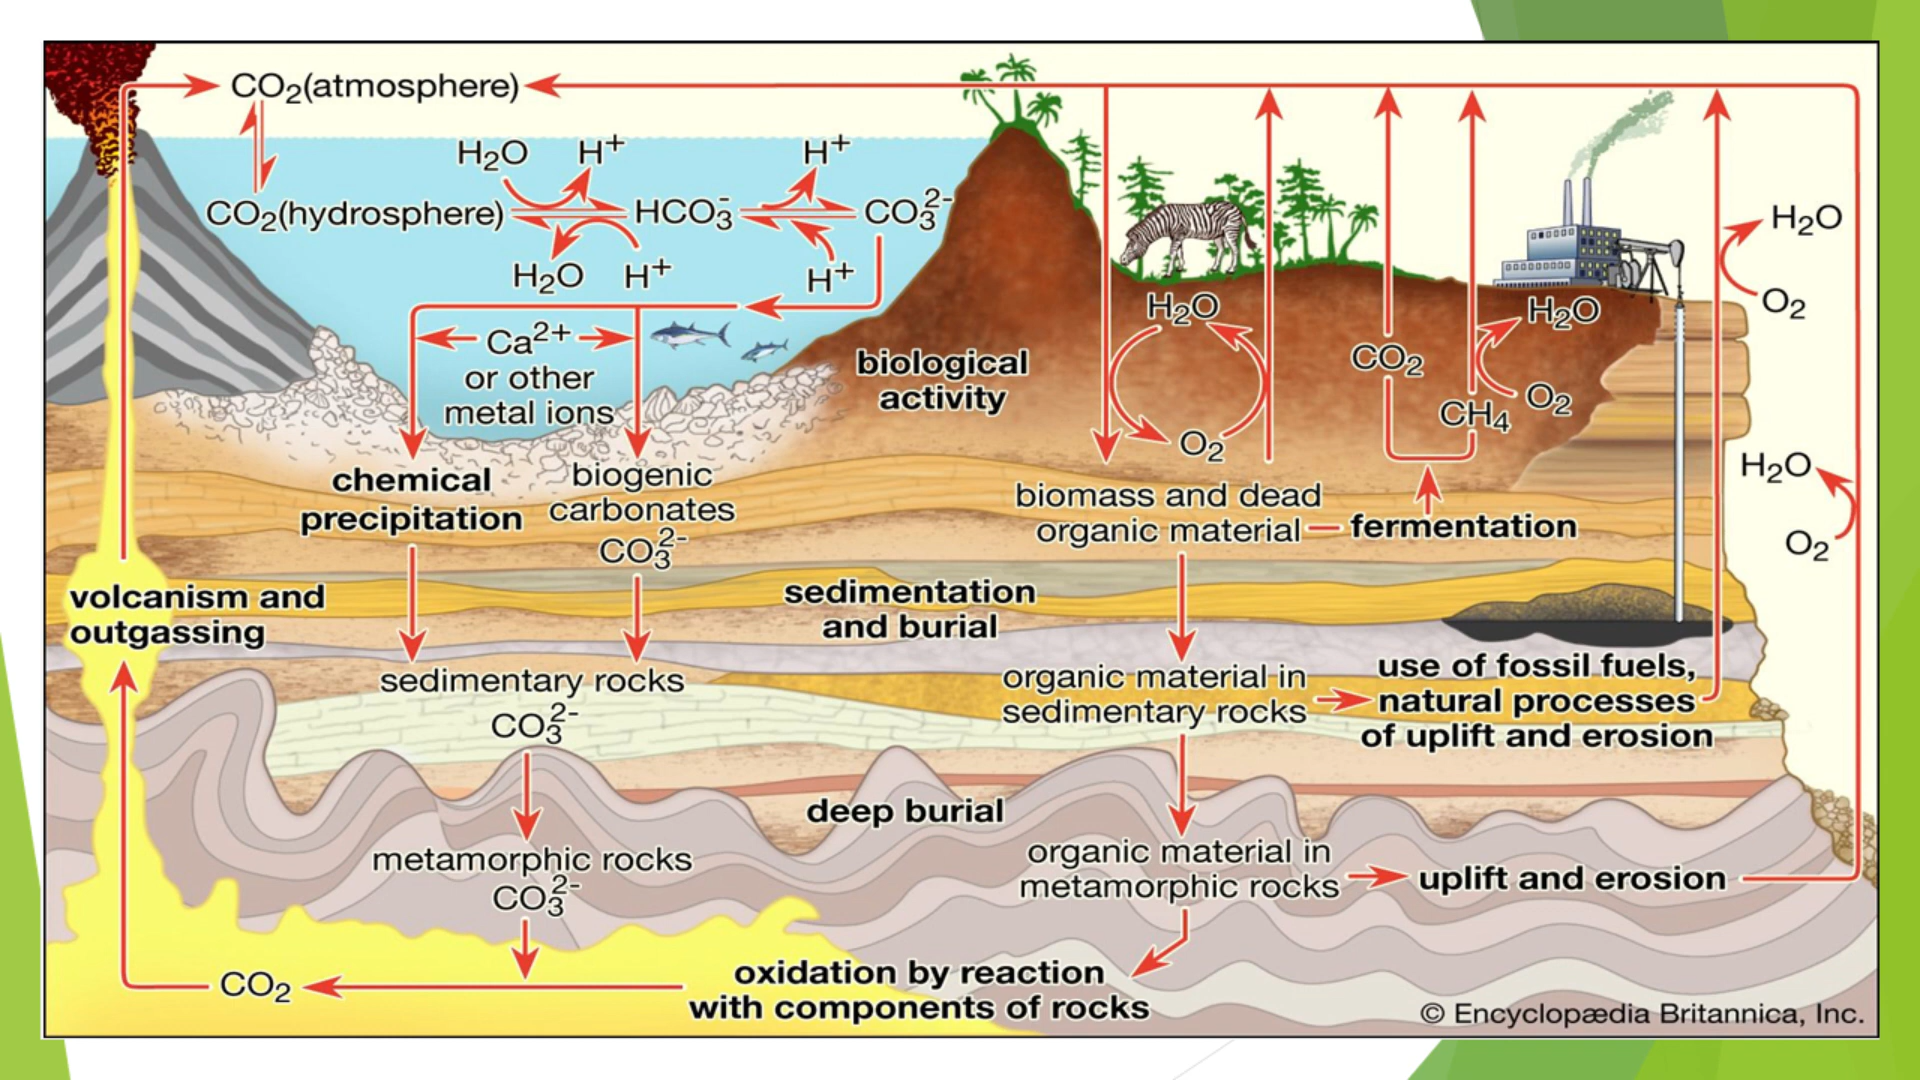 CO₂(atmosphere)
H₂O H⁺ H⁺
CO₂(hydrosphere) HCO₃⁻ CO₃²⁻
H₂O H⁺ H⁺
Ca²⁺
or other
metal ions
biological
activity
H₂O
O₂
CO₂
CH₄
H₂O
O₂
H₂O
O₂
H₂O
O₂
chemical
precipitation
biogenic
carbonates
CO₃²⁻
biomass and dead
organic material
fermentation
volcanism and
outgassing
sedimentation
and burial
sedimentary rocks
CO₃²⁻
organic material in
sedimentary rocks
use of fossil fuels,
natural processes
of uplift and erosion
deep burial
metamorphic rocks
CO₃²⁻
organic material in
metamorphic rocks
uplift and erosion
CO₂
oxidation by reaction
with components of rocks
© Encyclopædia Britannica, Inc.